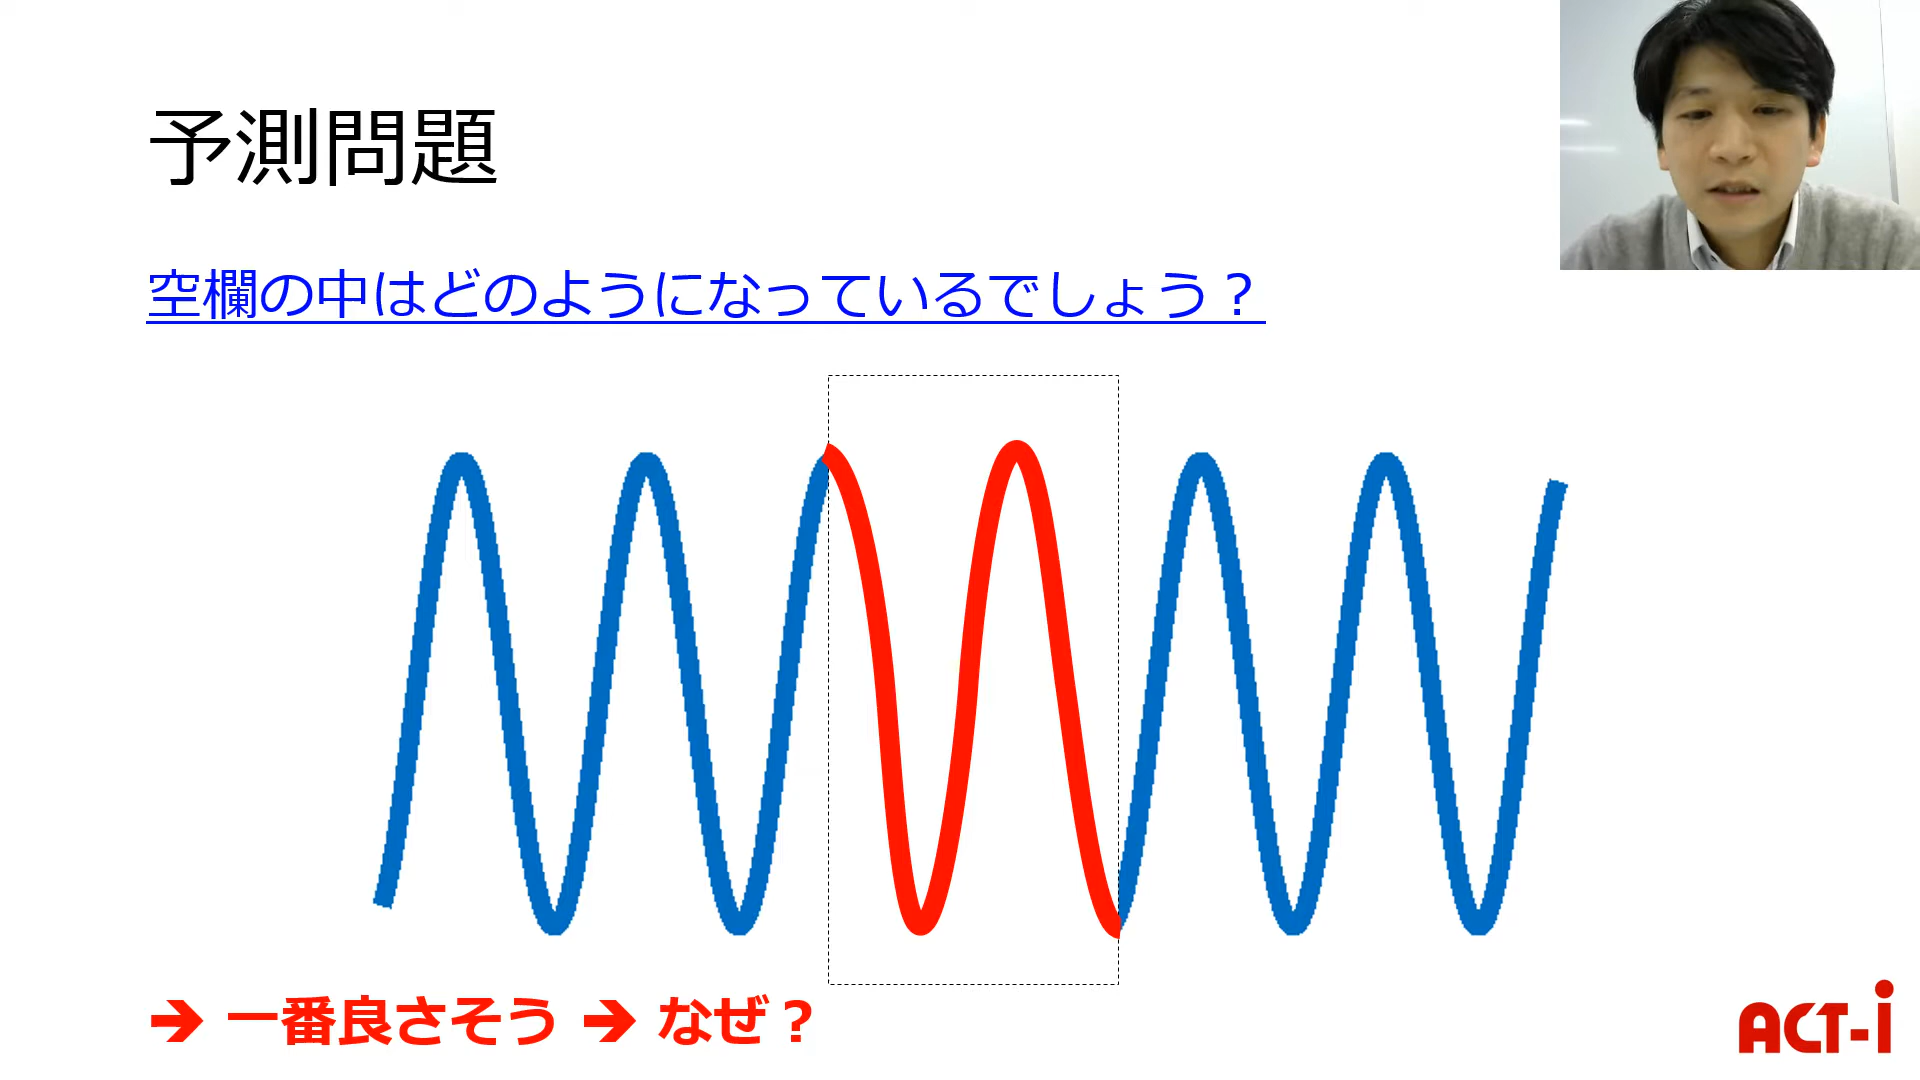 予測問題
空欄の中はどのようになっているでしょう？
➔ 一番良さそう ➔ なぜ？
ACT-i